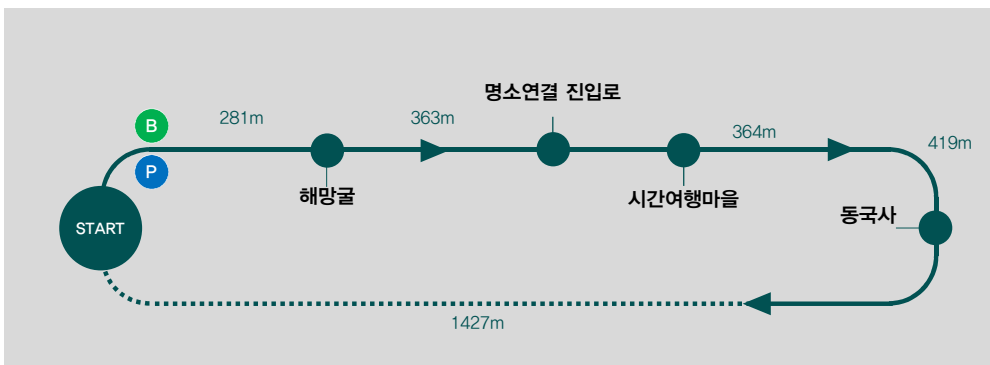 명소연결 진입로
B
281m
363m
364m
419m
P
해망굴
시간여행마을
동국사
START
1427m